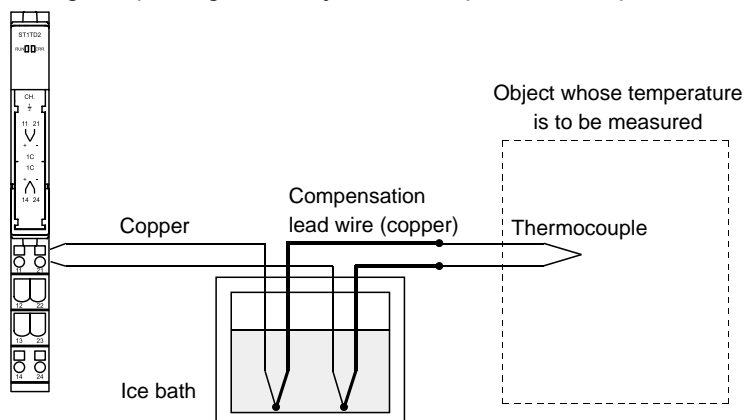 ST1TD2
RUN ERR.
CH.
11 21
+ -
1C
1C
+ -
14 24
11 21
12 22
13 23
14 24
Object whose temperature
is to be measured
Compensation
lead wire (copper)
Copper
Thermocouple
Ice bath